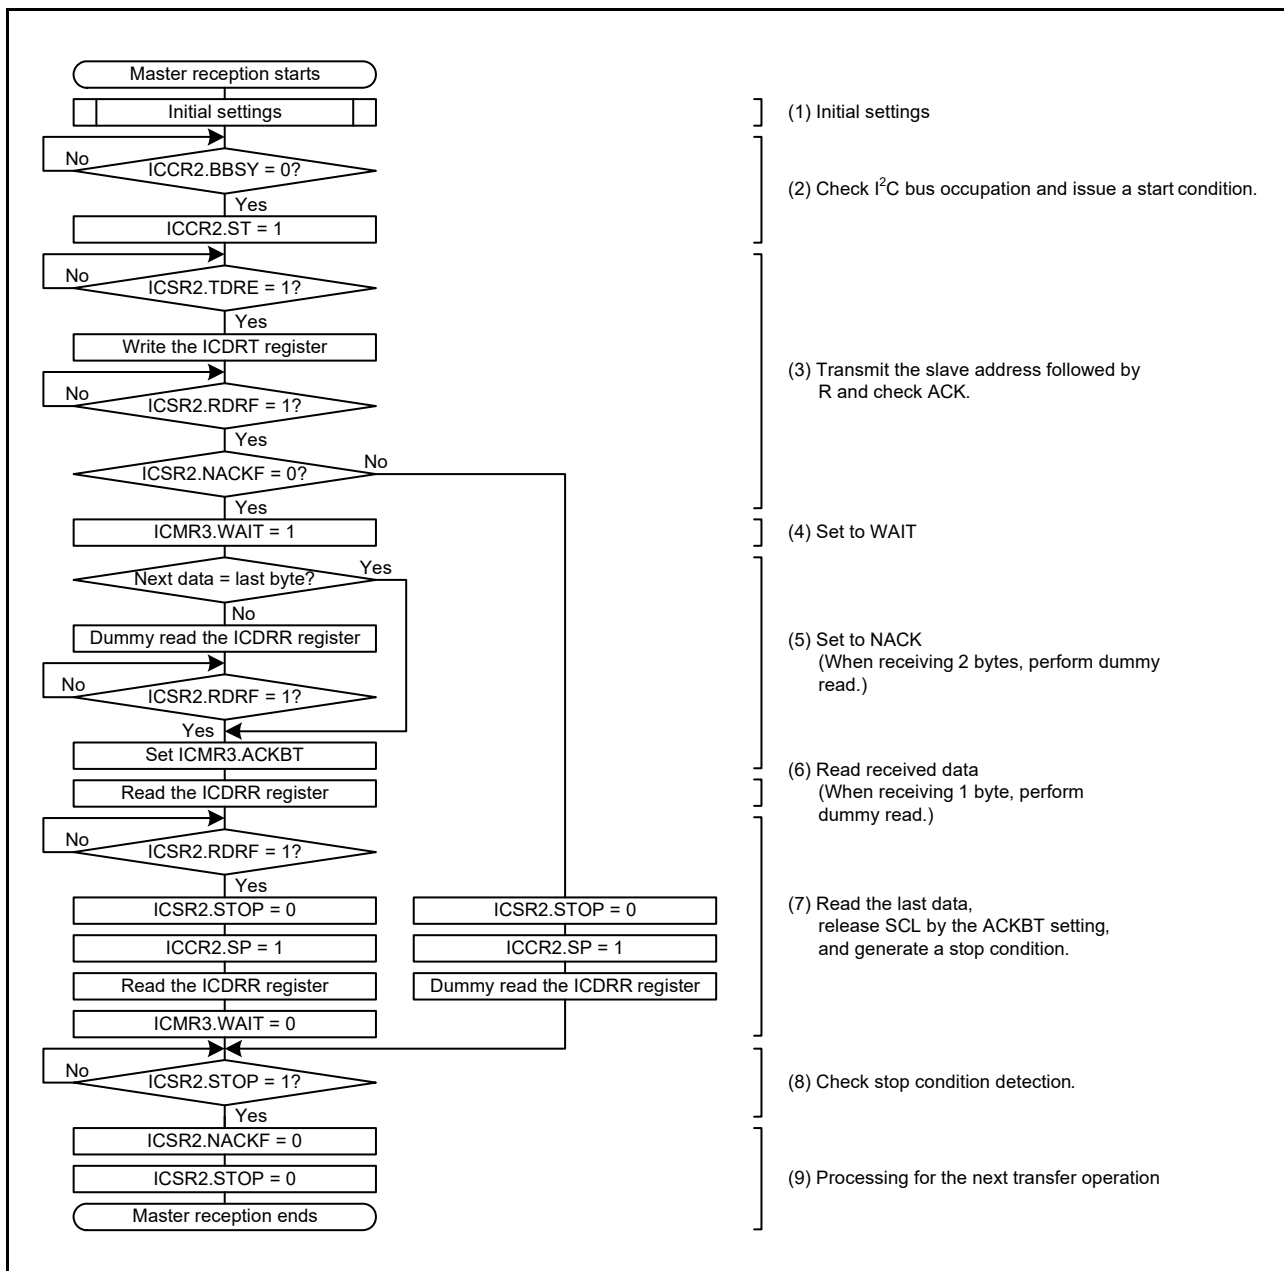 Master reception starts
Initial settings
(1) Initial settings
No
ICCR2.BBSY = 0?
Yes
(2) Check I²C bus occupation and issue a start condition.
ICCR2.ST = 1
No
ICSR2.TDRE = 1?
Yes
Write the ICDRT register
(3) Transmit the slave address followed by
R and check ACK.
No
ICSR2.RDRF = 1?
Yes
ICSR2.NACKF = 0?
No
Yes
ICMR3.WAIT = 1
(4) Set to WAIT
Next data = last byte?
Yes
No
Dummy read the ICDRR register
(5) Set to NACK
(When receiving 2 bytes, perform dummy
read.)
No
ICSR2.RDRF = 1?
Yes
Set ICMR3.ACKBT
(6) Read received data
(When receiving 1 byte, perform
dummy read.)
Read the ICDRR register
No
ICSR2.RDRF = 1?
Yes
ICSR2.STOP = 0
ICCR2.SP = 1
Read the ICDRR register
ICMR3.WAIT = 0
ICSR2.STOP = 0
ICCR2.SP = 1
Dummy read the ICDRR register
(7) Read the last data,
release SCL by the ACKBT setting,
and generate a stop condition.
No
ICSR2.STOP = 1?
Yes
(8) Check stop condition detection.
ICSR2.NACKF = 0
ICSR2.STOP = 0
(9) Processing for the next transfer operation
Master reception ends